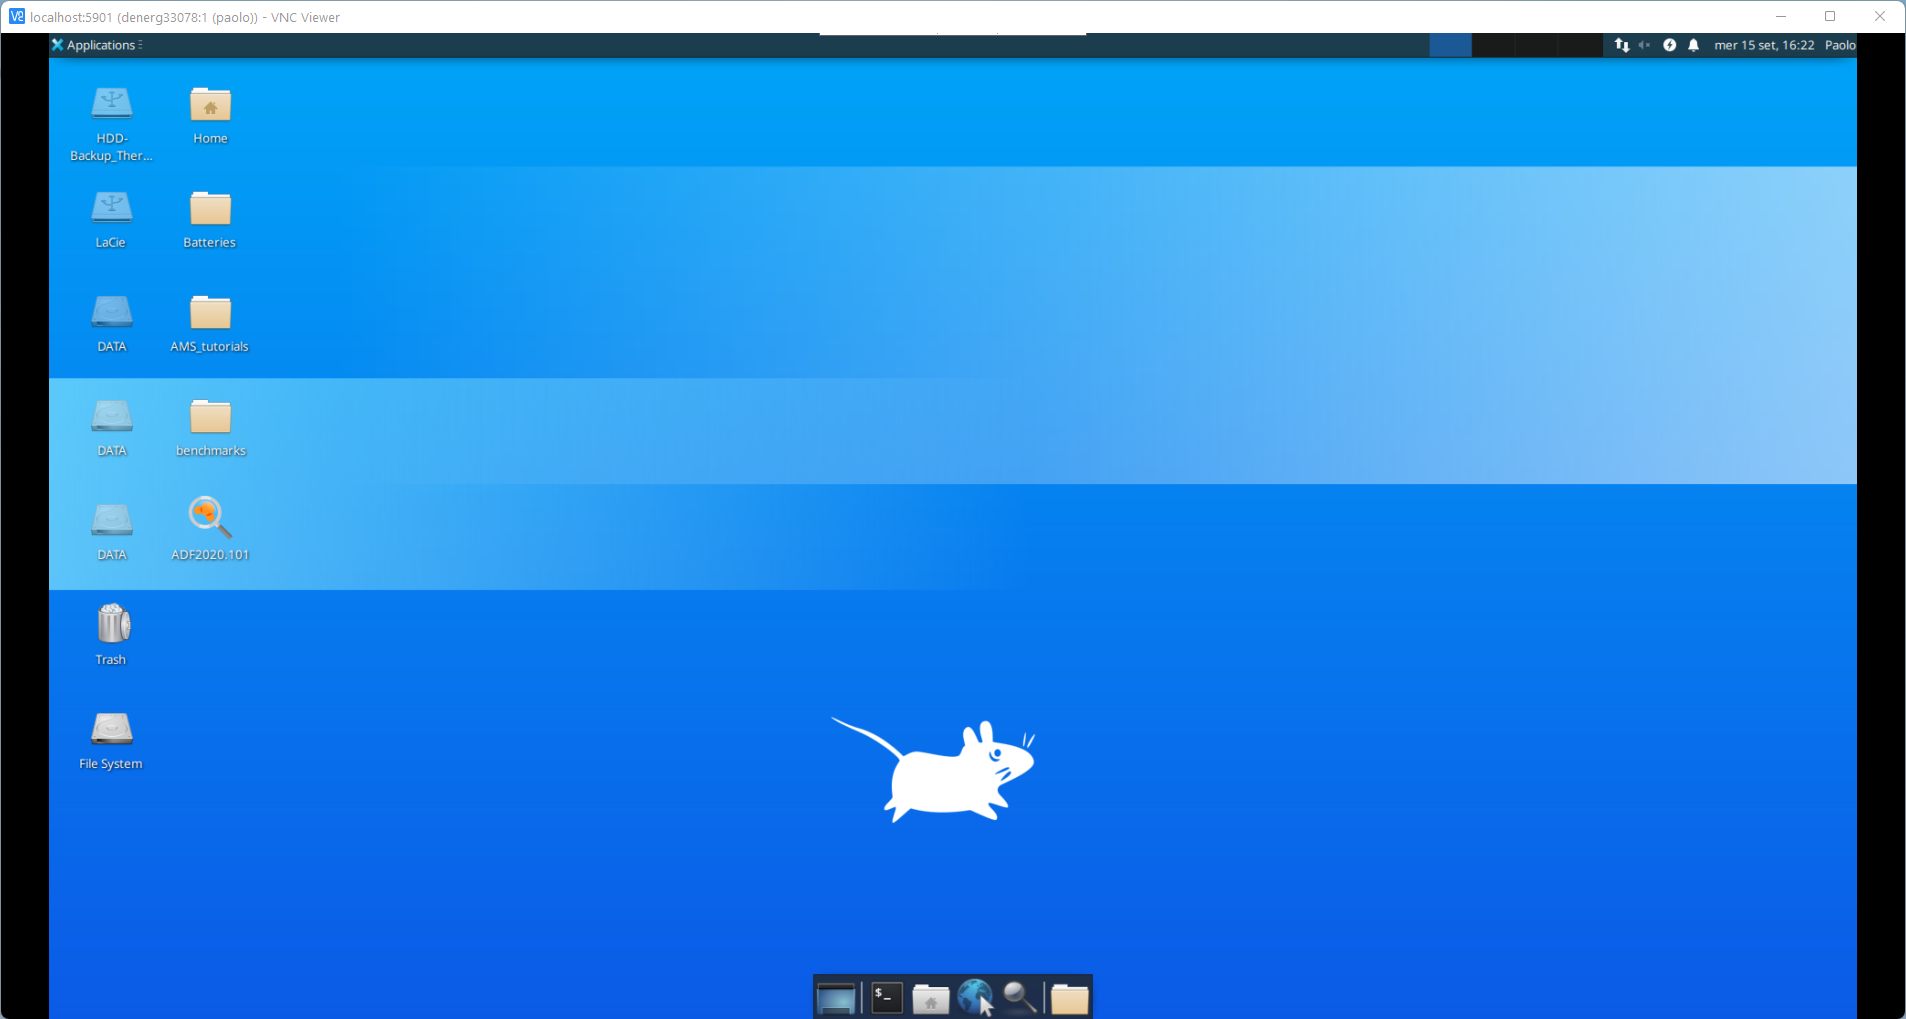 localhost:5901 (denerg33078:1 (paolo)) - VNC Viewer
Applications
mer 15 set, 16:22 Paolo
HDD-
Backup_Ther...
Home
LaCie
Batteries
DATA
AMS_tutorials
DATA
benchmarks
DATA
ADF2020.101
Trash
File System
$_